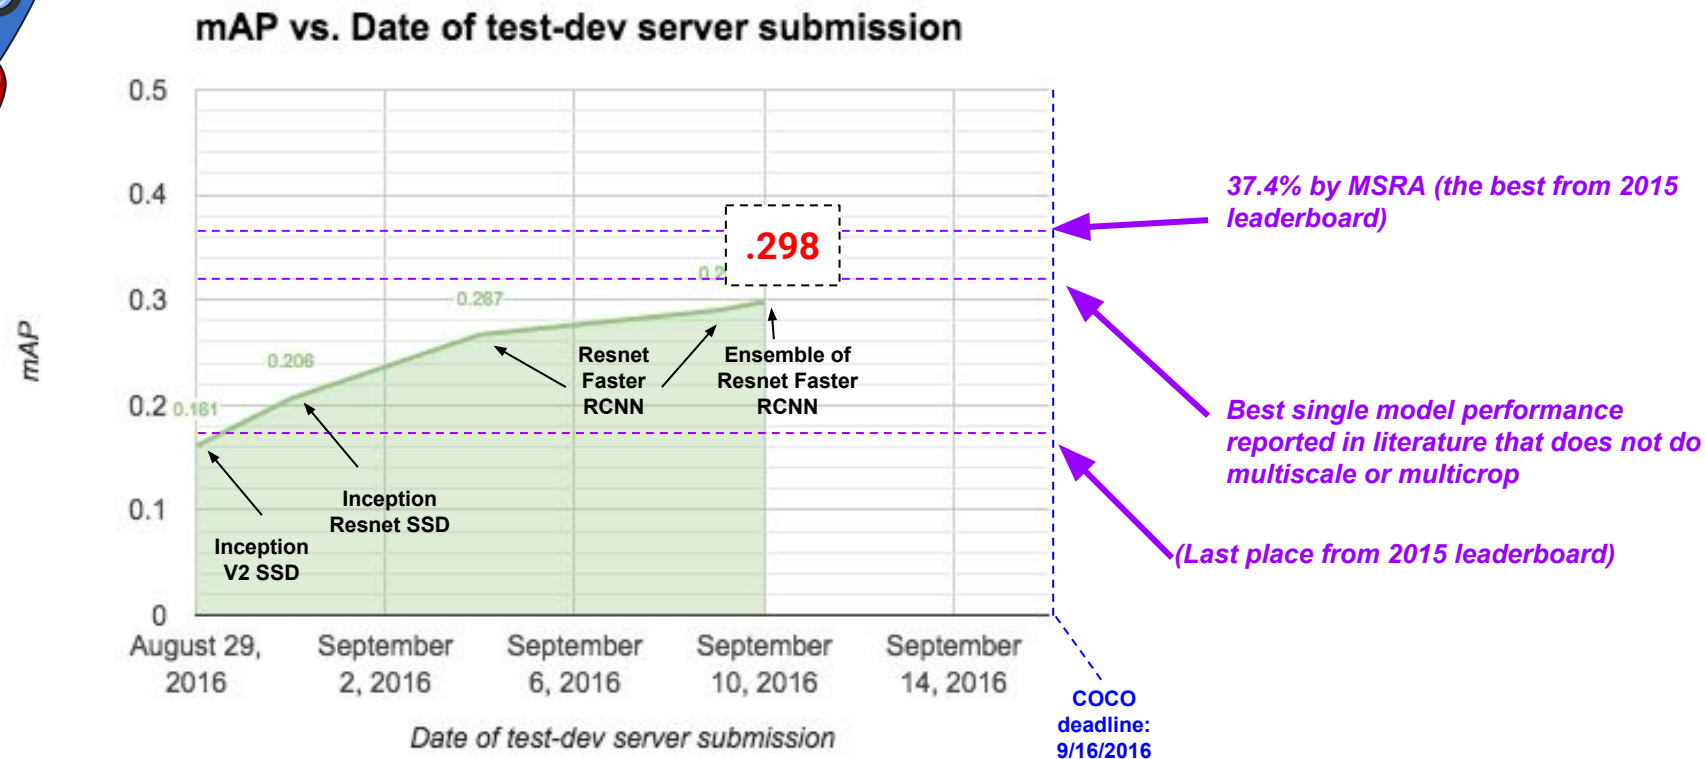 mAP vs. Date of test-dev server submission
0.5
0.4
0.3
0.2
0.1
0
mAP
0.161
0.206
0.267
.298
Inception
V2 SSD
Inception
Resnet SSD
Resnet
Faster
RCNN
Ensemble of
Resnet Faster
RCNN
37.4% by MSRA (the best from 2015
leaderboard)
Best single model performance
reported in literature that does not do
multiscale or multicrop
(Last place from 2015 leaderboard)
August 29,
2016
September
2, 2016
September
6, 2016
September
10, 2016
September
14, 2016
COCO
deadline:
9/16/2016
Date of test-dev server submission